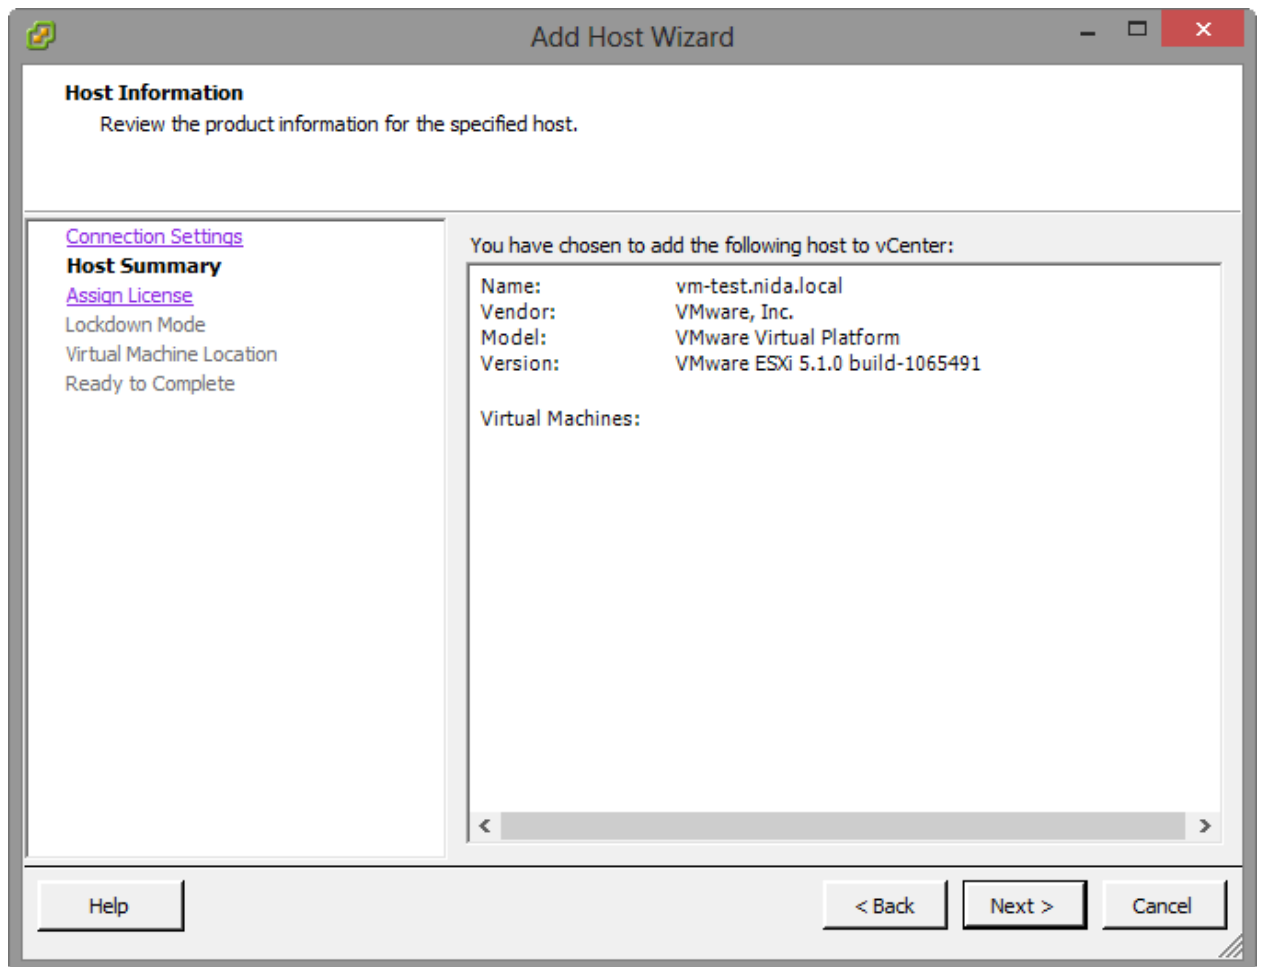 Add Host Wizard
Host Information
Review the product information for the specified host.
Connection Settings
Host Summary
Assign License
Lockdown Mode
Virtual Machine Location
Ready to Complete
You have chosen to add the following host to vCenter:
Name: vm-test.nida.local
Vendor: VMware, Inc.
Model: VMware Virtual Platform
Version: VMware ESXi 5.1.0 build-1065491
Virtual Machines:
Help
< Back
Next >
Cancel